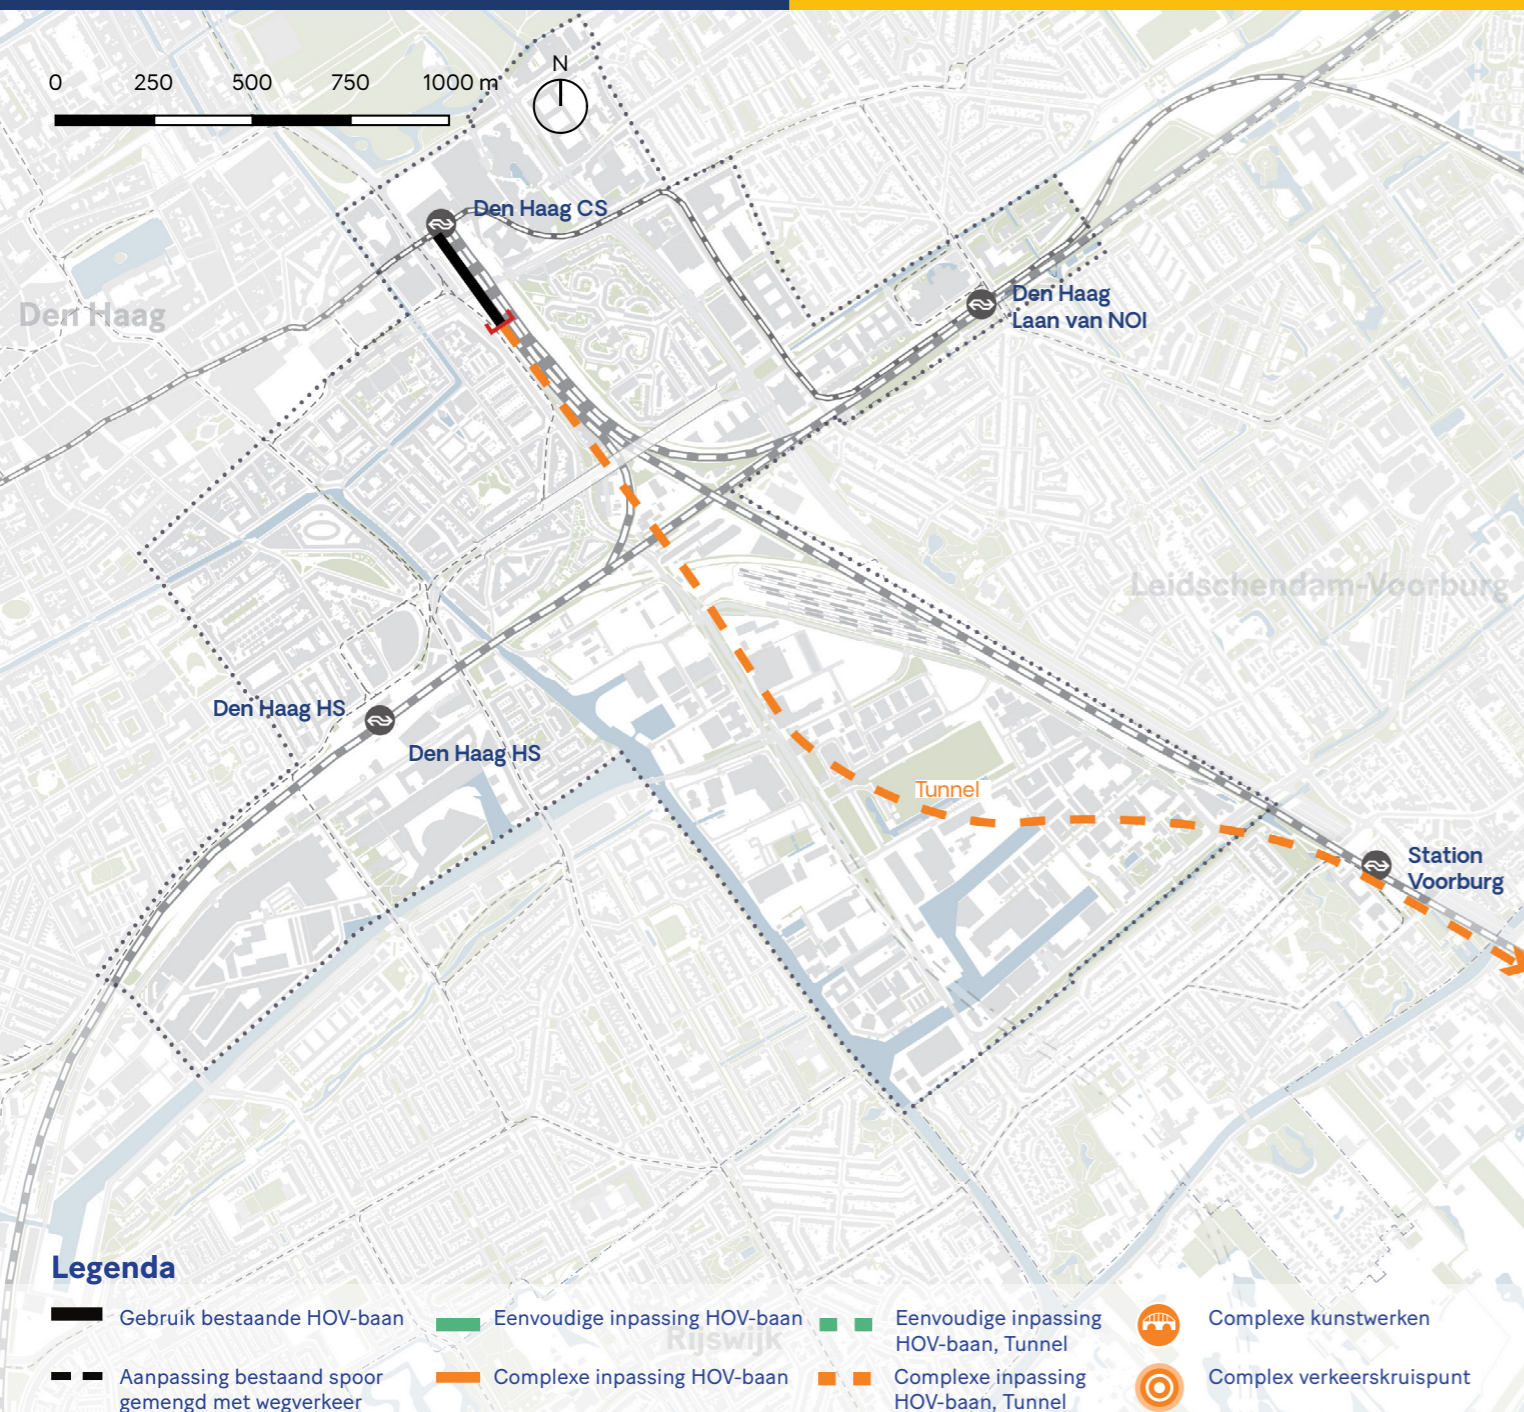 0 250 500 750 1000 m
N
Den Haag CS
Den Haag
Laan van NOI
Den Haag
Leidschendam-Voorburg
Den Haag HS
Den Haag HS
Tunnel
Station
Voorburg
Rijswijk
Legenda
Gebruik bestaande HOV-baan
Aanpassing bestaand spoor
gemengd met wegverkeer
Eenvoudige inpassing HOV-baan
Complexe inpassing HOV-baan
Eenvoudige inpassing
HOV-baan, Tunnel
Complexe inpassing
HOV-baan, Tunnel
Complexe kunstwerken
Complex verkeerskruispunt